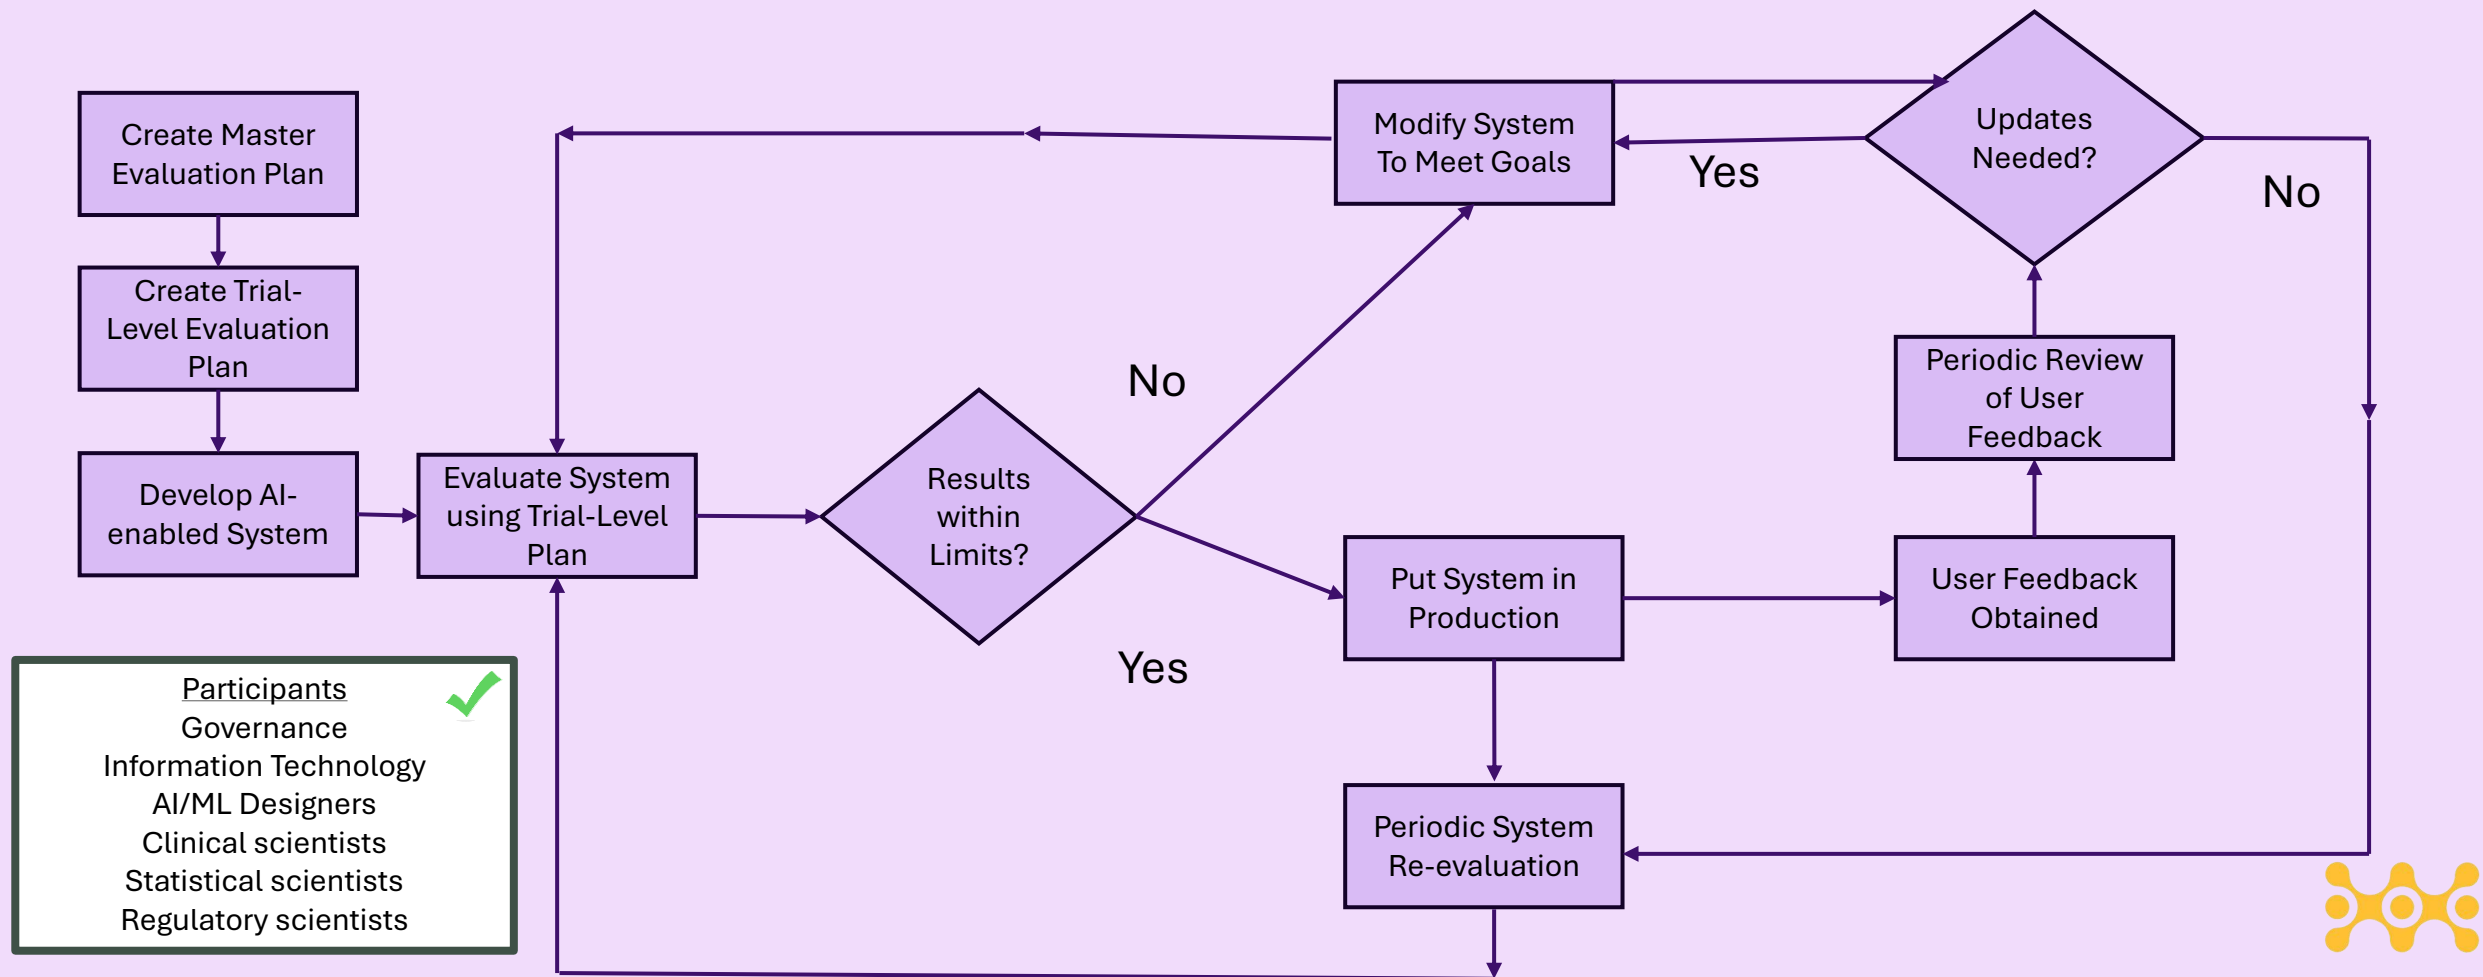 Create Master
Evaluation Plan
Create Trial-
Level Evaluation
Plan
Develop AI-
enabled System
Evaluate System
using Trial-Level
Plan
Results
within
Limits?
No
Yes
Modify System
To Meet Goals
Yes
Updates
Needed?
No
Periodic Review
of User
Feedback
Put System in
Production
User Feedback
Obtained
Periodic System
Re-evaluation
Participants
Governance
Information Technology
AI/ML Designers
Clinical scientists
Statistical scientists
Regulatory scientists